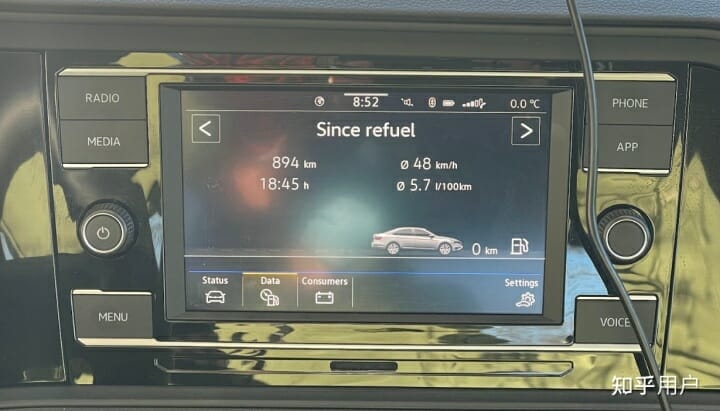 RADIO
MEDIA
MENU
8:52
0.0 °C
Since refuel
894 km
Ø 48 km/h
18:45 h
Ø 5.7 l/100km
0 km
Status
Data
Consumers
Settings
PHONE
APP
VOICE
知乎用户